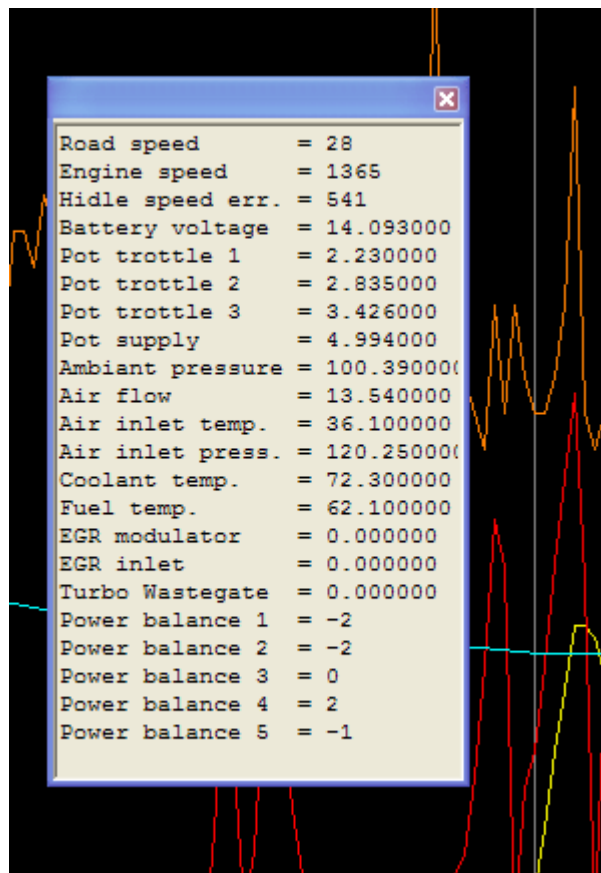 Road speed = 28
Engine speed = 1365
Hidle speed err. = 541
Battery voltage = 14.093000
Pot trottle 1 = 2.230000
Pot trottle 2 = 2.835000
Pot trottle 3 = 3.426000
Pot supply = 4.994000
Ambiant pressure = 100.390000
Air flow = 13.540000
Air inlet temp. = 36.100000
Air inlet press. = 120.250000
Coolant temp. = 72.300000
Fuel temp. = 62.100000
EGR modulator = 0.000000
EGR inlet = 0.000000
Turbo Wastegate = 0.000000
Power balance 1 = -2
Power balance 2 = -2
Power balance 3 = 0
Power balance 4 = 2
Power balance 5 = -1